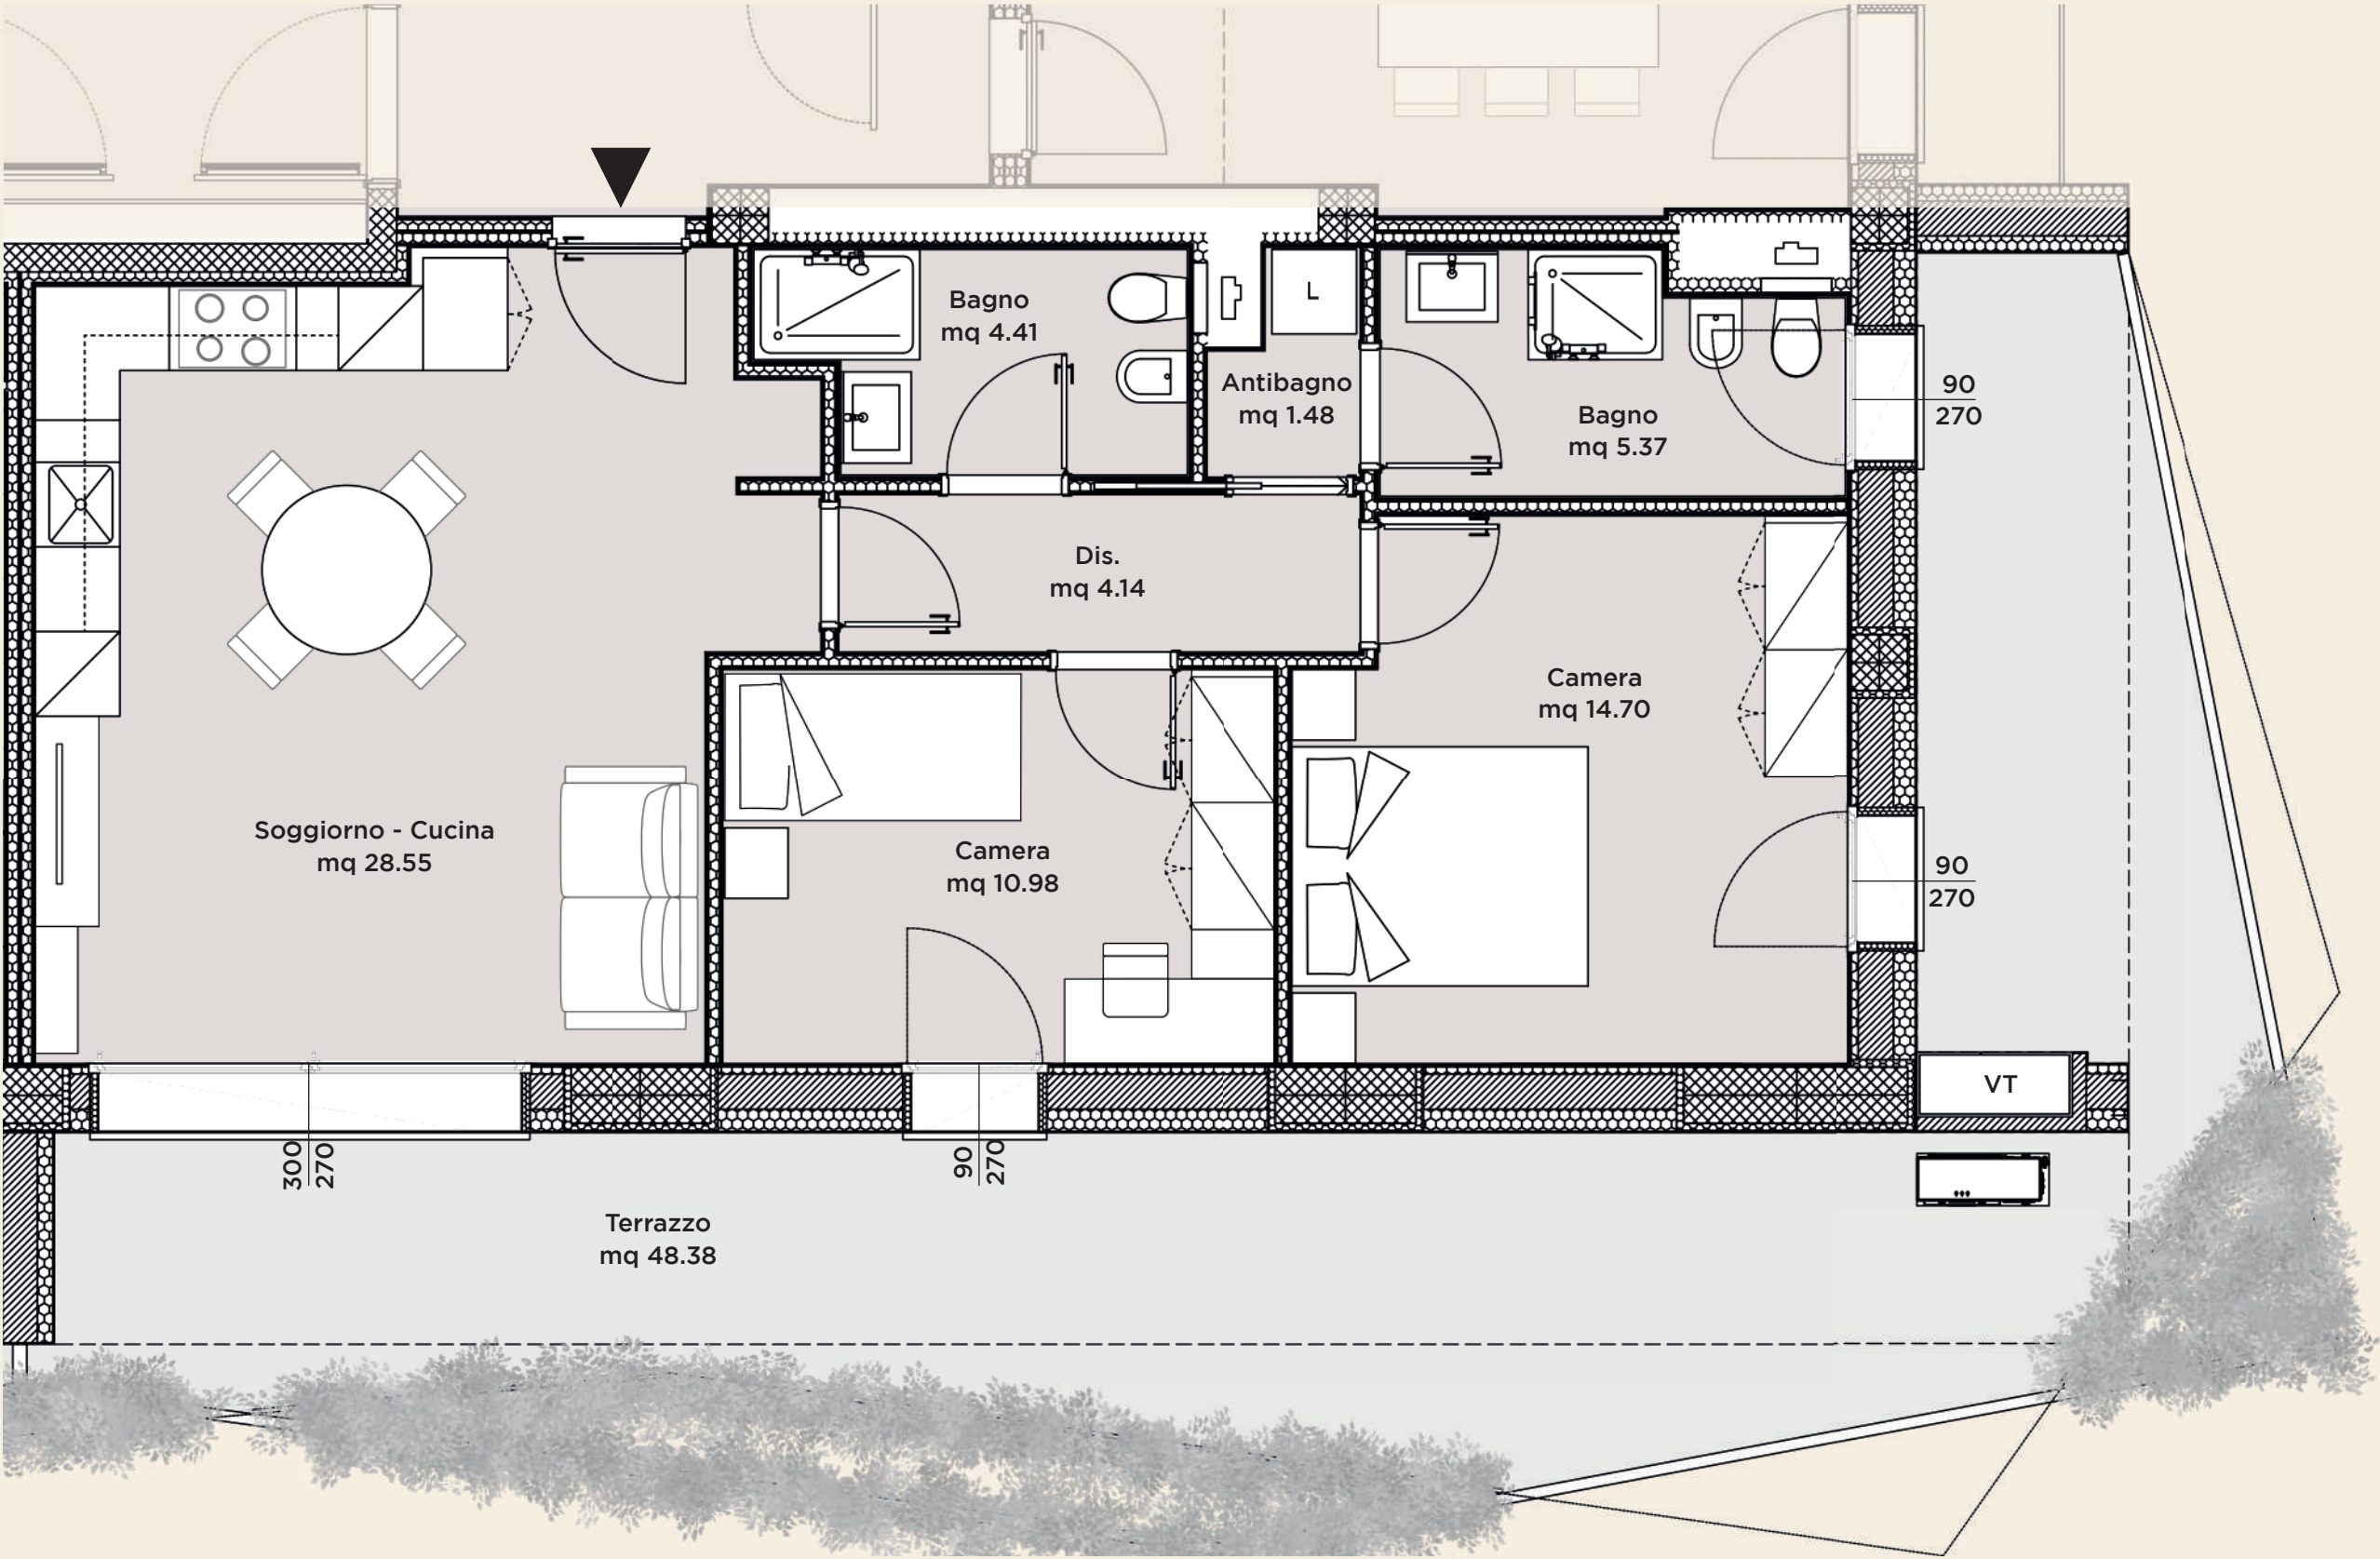 Bagno
mq 4.41
L
Antibagno
mq 1.48
Bagno
mq 5.37
90
270
Dis.
mq 4.14
Camera
mq 14.70
Soggiorno - Cucina
mq 28.55
Camera
mq 10.98
90
270
VT
300
270
90
270
Terrazzo
mq 48.38